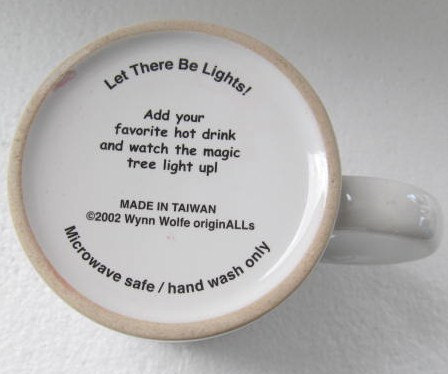 Let There Be Lights!
Add your
favorite hot drink
and watch the magic
tree light up!
MADE IN TAIWAN
©2002 Wynn Wolfe originALLs
Microwave safe / hand wash only